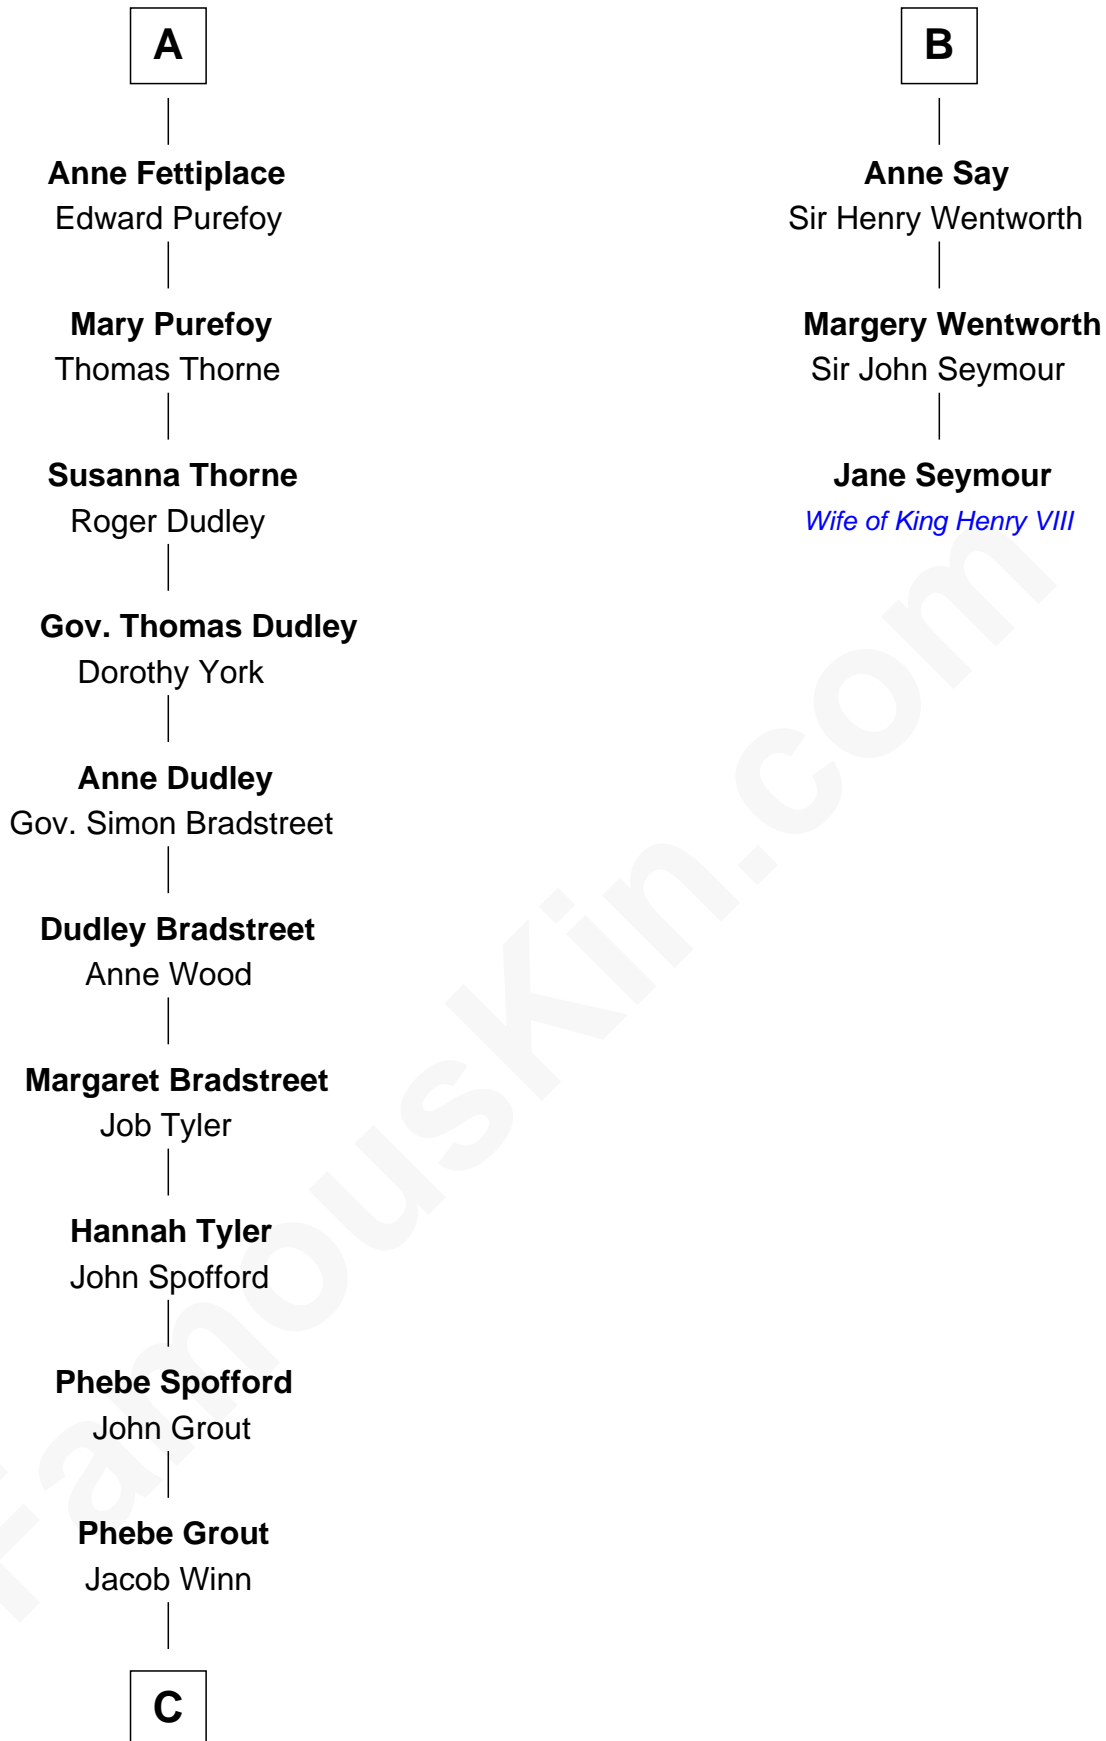 A
Anne Fettiplace
Edward Purefoy
Mary Purefoy
Thomas Thorne
Susanna Thorne
Roger Dudley
Gov. Thomas Dudley
Dorothy York
Anne Dudley
Gov. Simon Bradstreet
Dudley Bradstreet
Anne Wood
Margaret Bradstreet
Job Tyler
Hannah Tyler
John Spofford
Phebe Spofford
John Grout
Phebe Grout
Jacob Winn
C
B
Anne Say
Sir Henry Wentworth
Margery Wentworth
Sir John Seymour
Jane Seymour
Wife of King Henry VIII
FamousKin.com